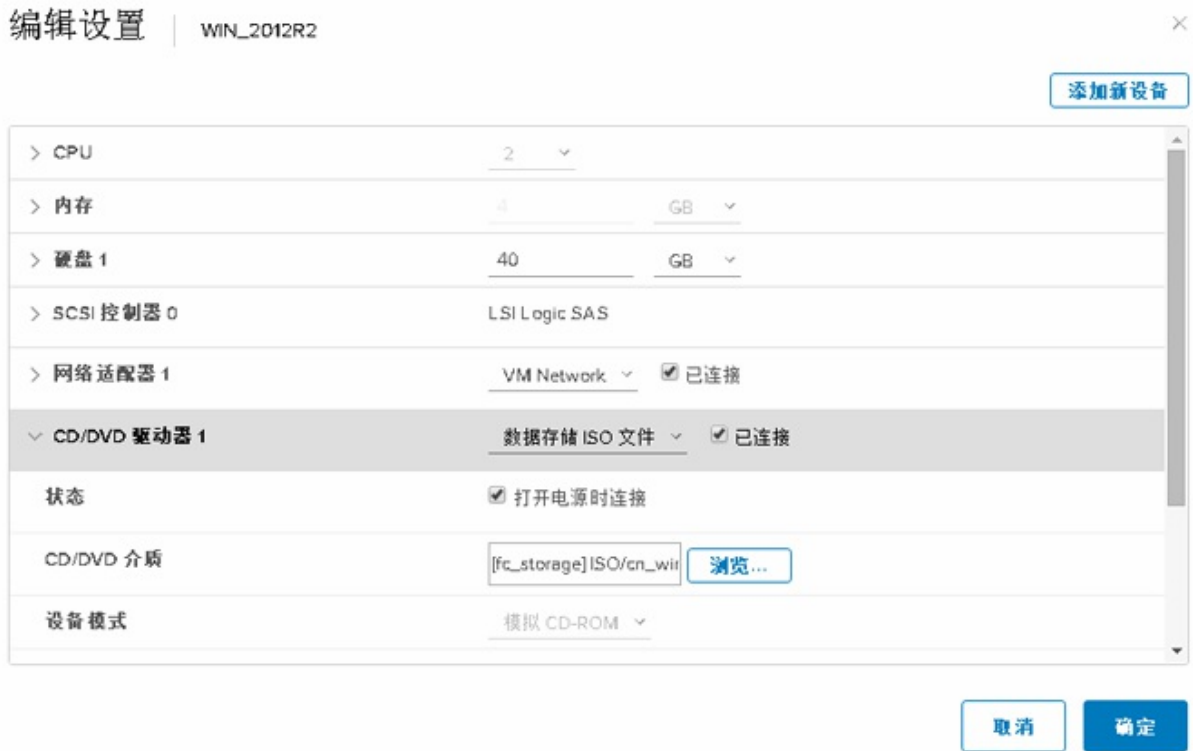 编辑设置 | WIN_2012R2
添加新设备
CPU 2
内存 4 GB
硬盘 1 40 GB
SCSI 控制器 0 LSI Logic SAS
网络适配器 1 VM Network 已连接
CD/DVD 驱动器 1 数据存储 ISO 文件 已连接
状态 打开电源时连接
CD/DVD 介质 [fc_storage] ISO/cn_wir 浏览...
设备模式 模拟 CD-ROM
取消 确定